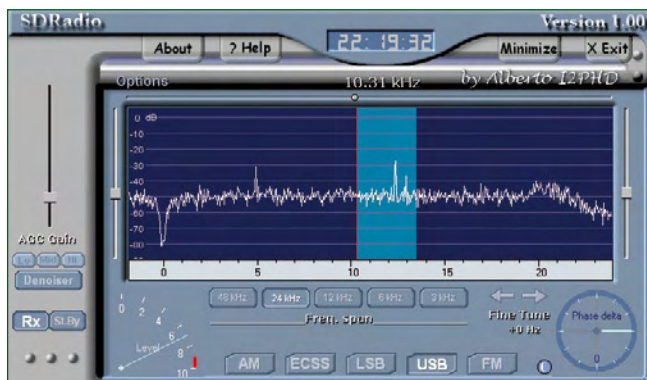 SDRadio
Version 1.00
About
? Help
22:19:32
Minimize
X Exit
Options
10.31 kHz
by Alberto I2PHD
0 dB
-10
-20
-30
-40
-50
-60
-70
-80
0
5
10
15
20
AGC Gain
Lo
Mid
Hi
Denoiser
Rx
St.By
0
2
4
6
8
10
Level
48 kHz
24 kHz
12 kHz
6 kHz
3 kHz
Freq. span
Fine Tune
+0 Hz
AM
ECSS
LSB
USB
FM
Phase delta
0